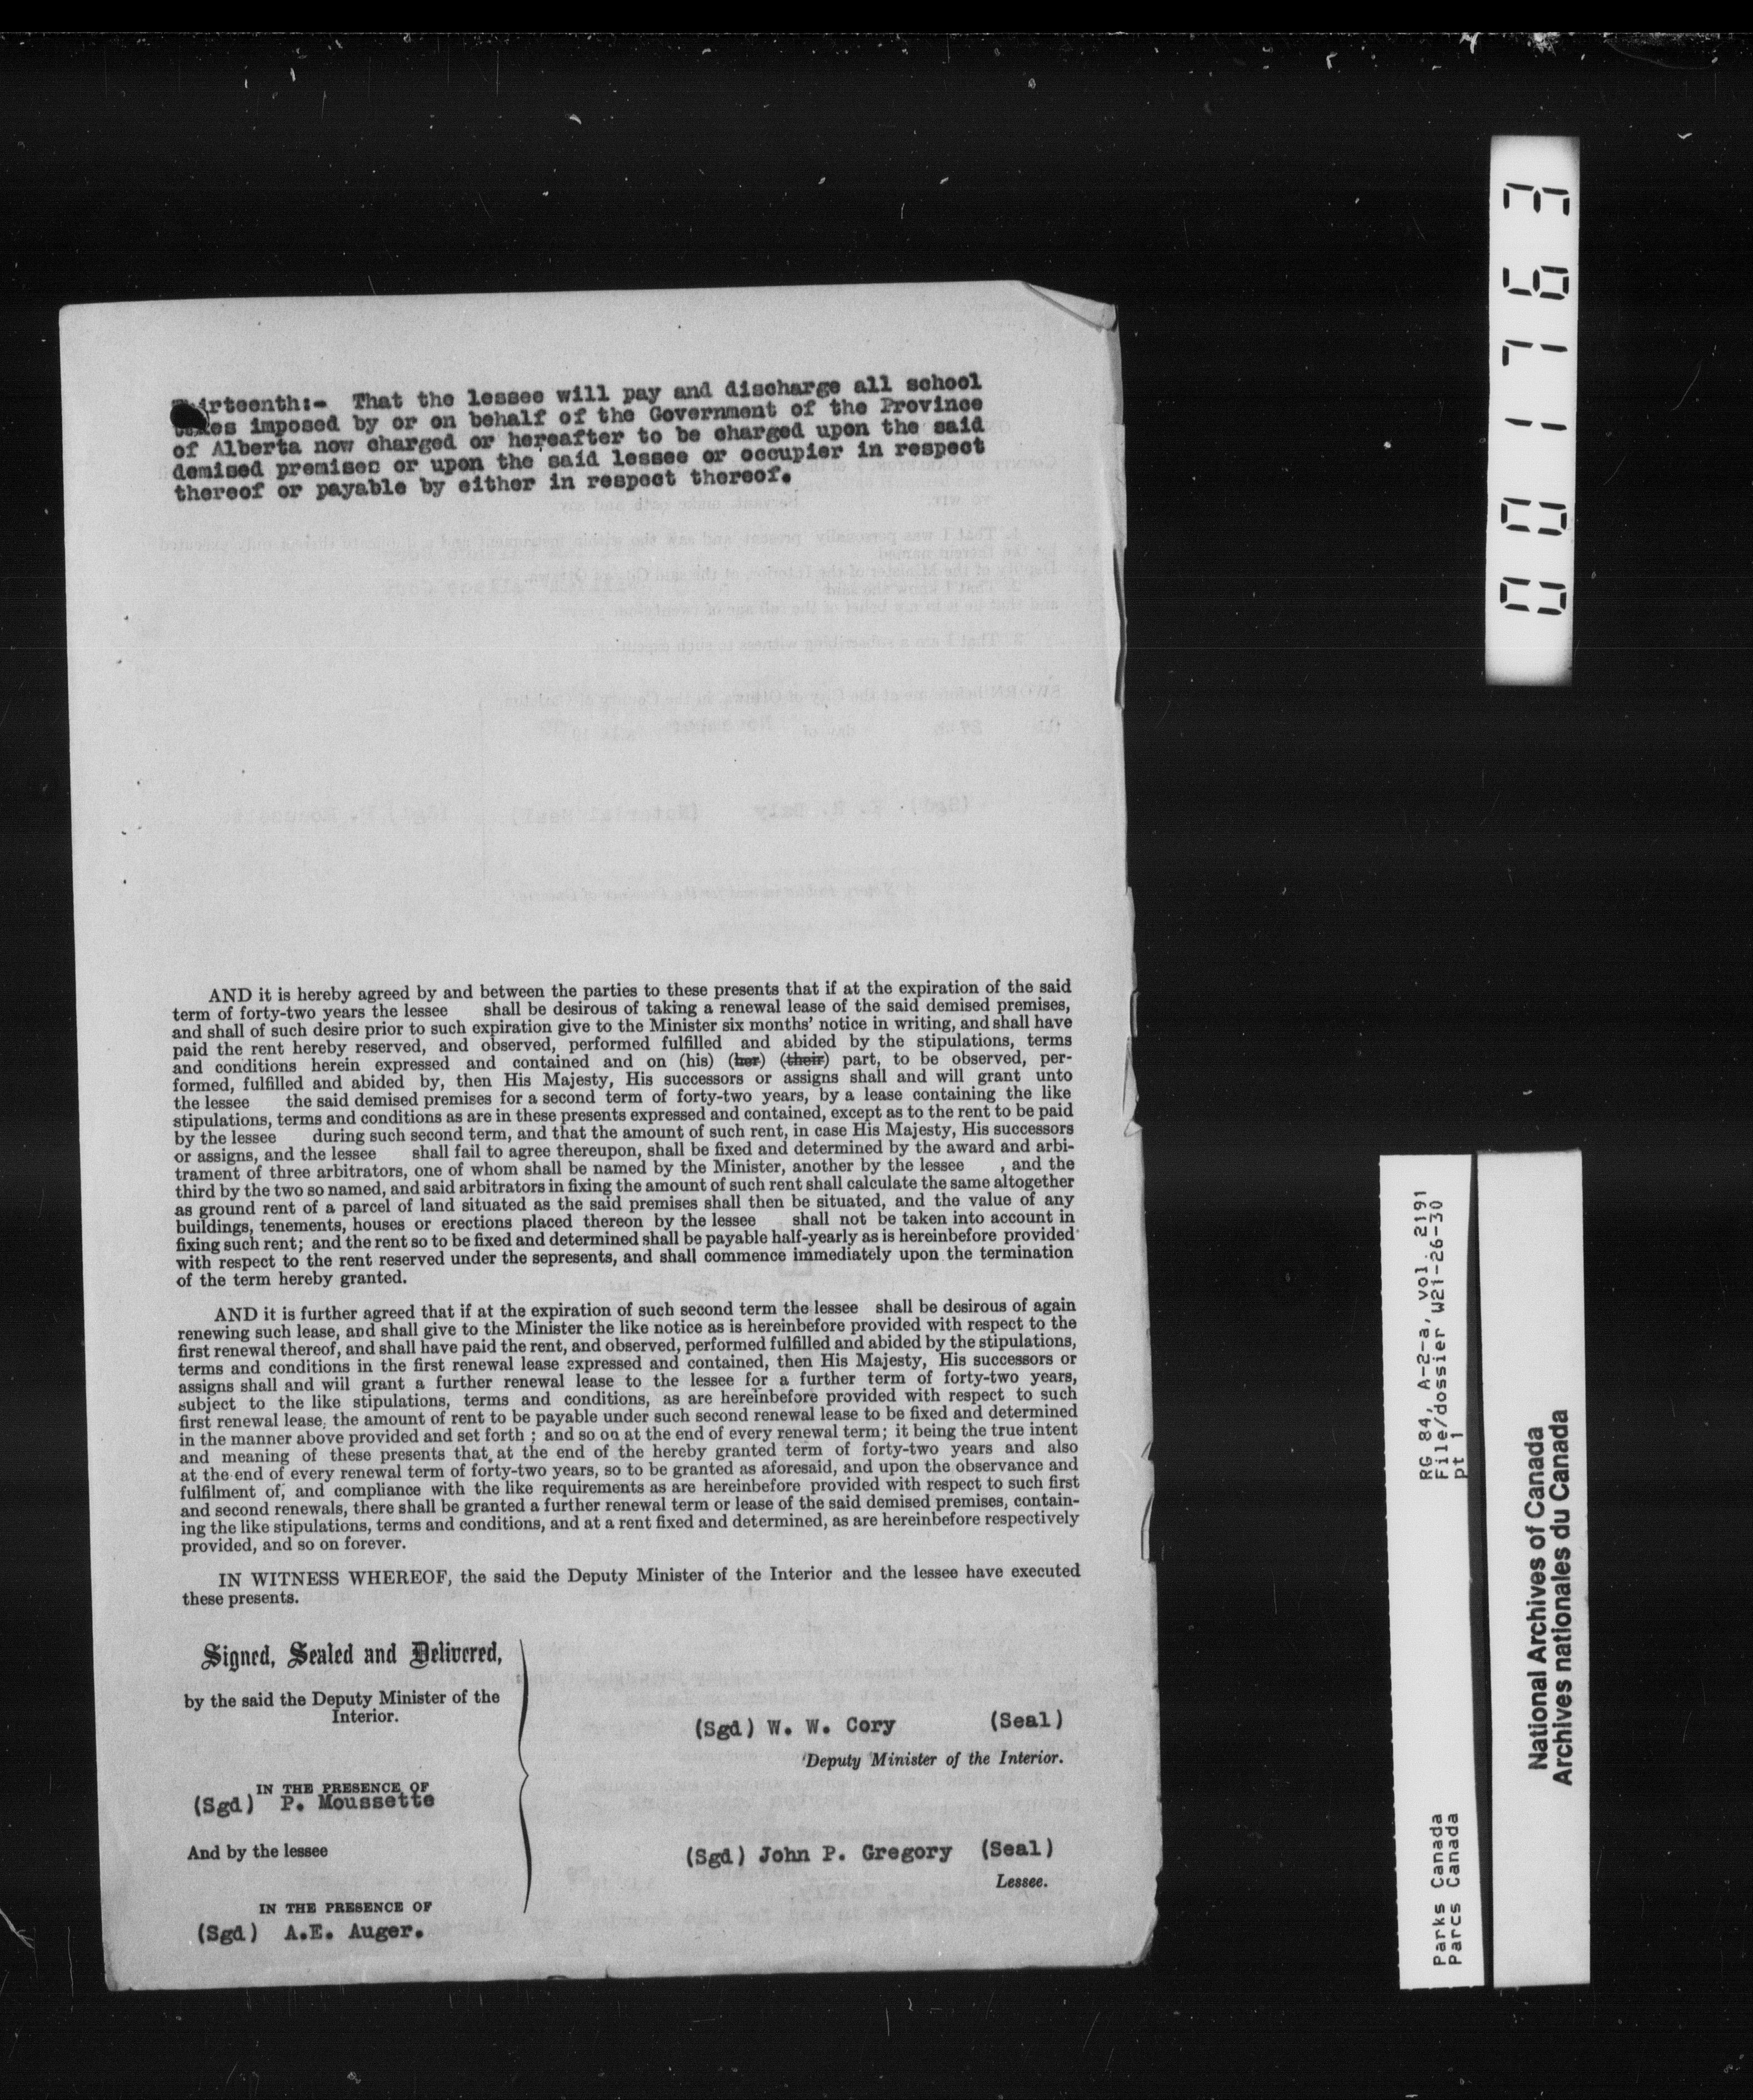 Thirteenth:- That the lessee will pay and discharge all school
taxes imposed by or on behalf of the Government of the Province
of Alberta now charged or hereafter to be charged upon the said
demised premises or upon the said lessee or occupier in respect
thereof or payable by either in respect thereof.
AND it is hereby agreed by and between the parties to these presents that if at the expiration of the said
term of forty-two years the lessee shall be desirous of taking a renewal lease of the said demised premises,
and shall of such desire prior to such expiration give to the Minister six months' notice in writing, and shall have
paid the rent hereby reserved, and observed, performed fulfilled and abided by the stipulations, terms
and conditions herein expressed and contained and on (his) (her) (their) part, to be observed, per-
formed, fulfilled and abided by, then His Majesty, His successors or assigns shall and will grant unto
the lessee the said demised premises for a second term of forty-two years, by a lease containing the like
stipulations, terms and conditions as are in these presents expressed and contained, except as to the rent to be paid
by the lessee during such second term, and that the amount of such rent, in case His Majesty, His successors
or assigns, and the lessee shall fail to agree thereupon, shall be fixed and determined by the award and arbi-
trament of three arbitrators, one of whom shall be named by the Minister, another by the lessee , and the
third by the two so named, and said arbitrators in fixing the amount of such rent shall calculate the same altogether
as ground rent of a parcel of land situated as the said premises shall then be situated, and the value of any
buildings, tenements, houses or erections placed thereon by the lessee shall not be taken into account in
fixing such rent; and the rent so to be fixed and determined shall be payable half-yearly as is hereinbefore provided
with respect to the rent reserved under the sepresents, and shall commence immediately upon the termination
of the term hereby granted.
AND it is further agreed that if at the expiration of such second term the lessee shall be desirous of again
renewing such lease, and shall give to the Minister the like notice as is hereinbefore provided with respect to the
first renewal thereof, and shall have paid the rent, and observed, performed fulfilled and abided by the stipulations,
terms and conditions in the first renewal lease expressed and contained, then His Majesty, His successors or
assigns shall and wiil grant a further renewal lease to the lessee for a further term of forty-two years,
subject to the like stipulations, terms and conditions, as are hereinbefore provided with respect to such
first renewal lease, the amount of rent to be payable under such second renewal lease to be fixed and determined
in the manner above provided and set forth ; and so on at the end of every renewal term; it being the true intent
and meaning of these presents that, at the end of the hereby granted term of forty-two years and also
at the end of every renewal term of forty-two years, so to be granted as aforesaid, and upon the observance and
fulfilment of, and compliance with the like requirements as are hereinbefore provided with respect to such first
and second renewals, there shall be granted a further renewal term or lease of the said demised premises, contain-
ing the like stipulations, terms and conditions, and at a rent fixed and determined, as are hereinbefore respectively
provided, and so on forever.
IN WITNESS WHEREOF, the said the Deputy Minister of the Interior and the lessee have executed
these presents.
Signed, Sealed and Delivered,
by the said the Deputy Minister of the
Interior.
(Sgd) W. W. Cory (Seal)
Deputy Minister of the Interior.
IN THE PRESENCE OF
(Sgd) P. Moussette
And by the lessee
(Sgd) John P. Gregory (Seal)
Lessee.
IN THE PRESENCE OF
(Sgd) A.E. Auger.
001763
RG 84, A-2-a, vol. 2191
File/dossier W21-26-30
pt 1
Parks Canada
Parcs Canada
National Archives of Canada
Archives nationales du Canada